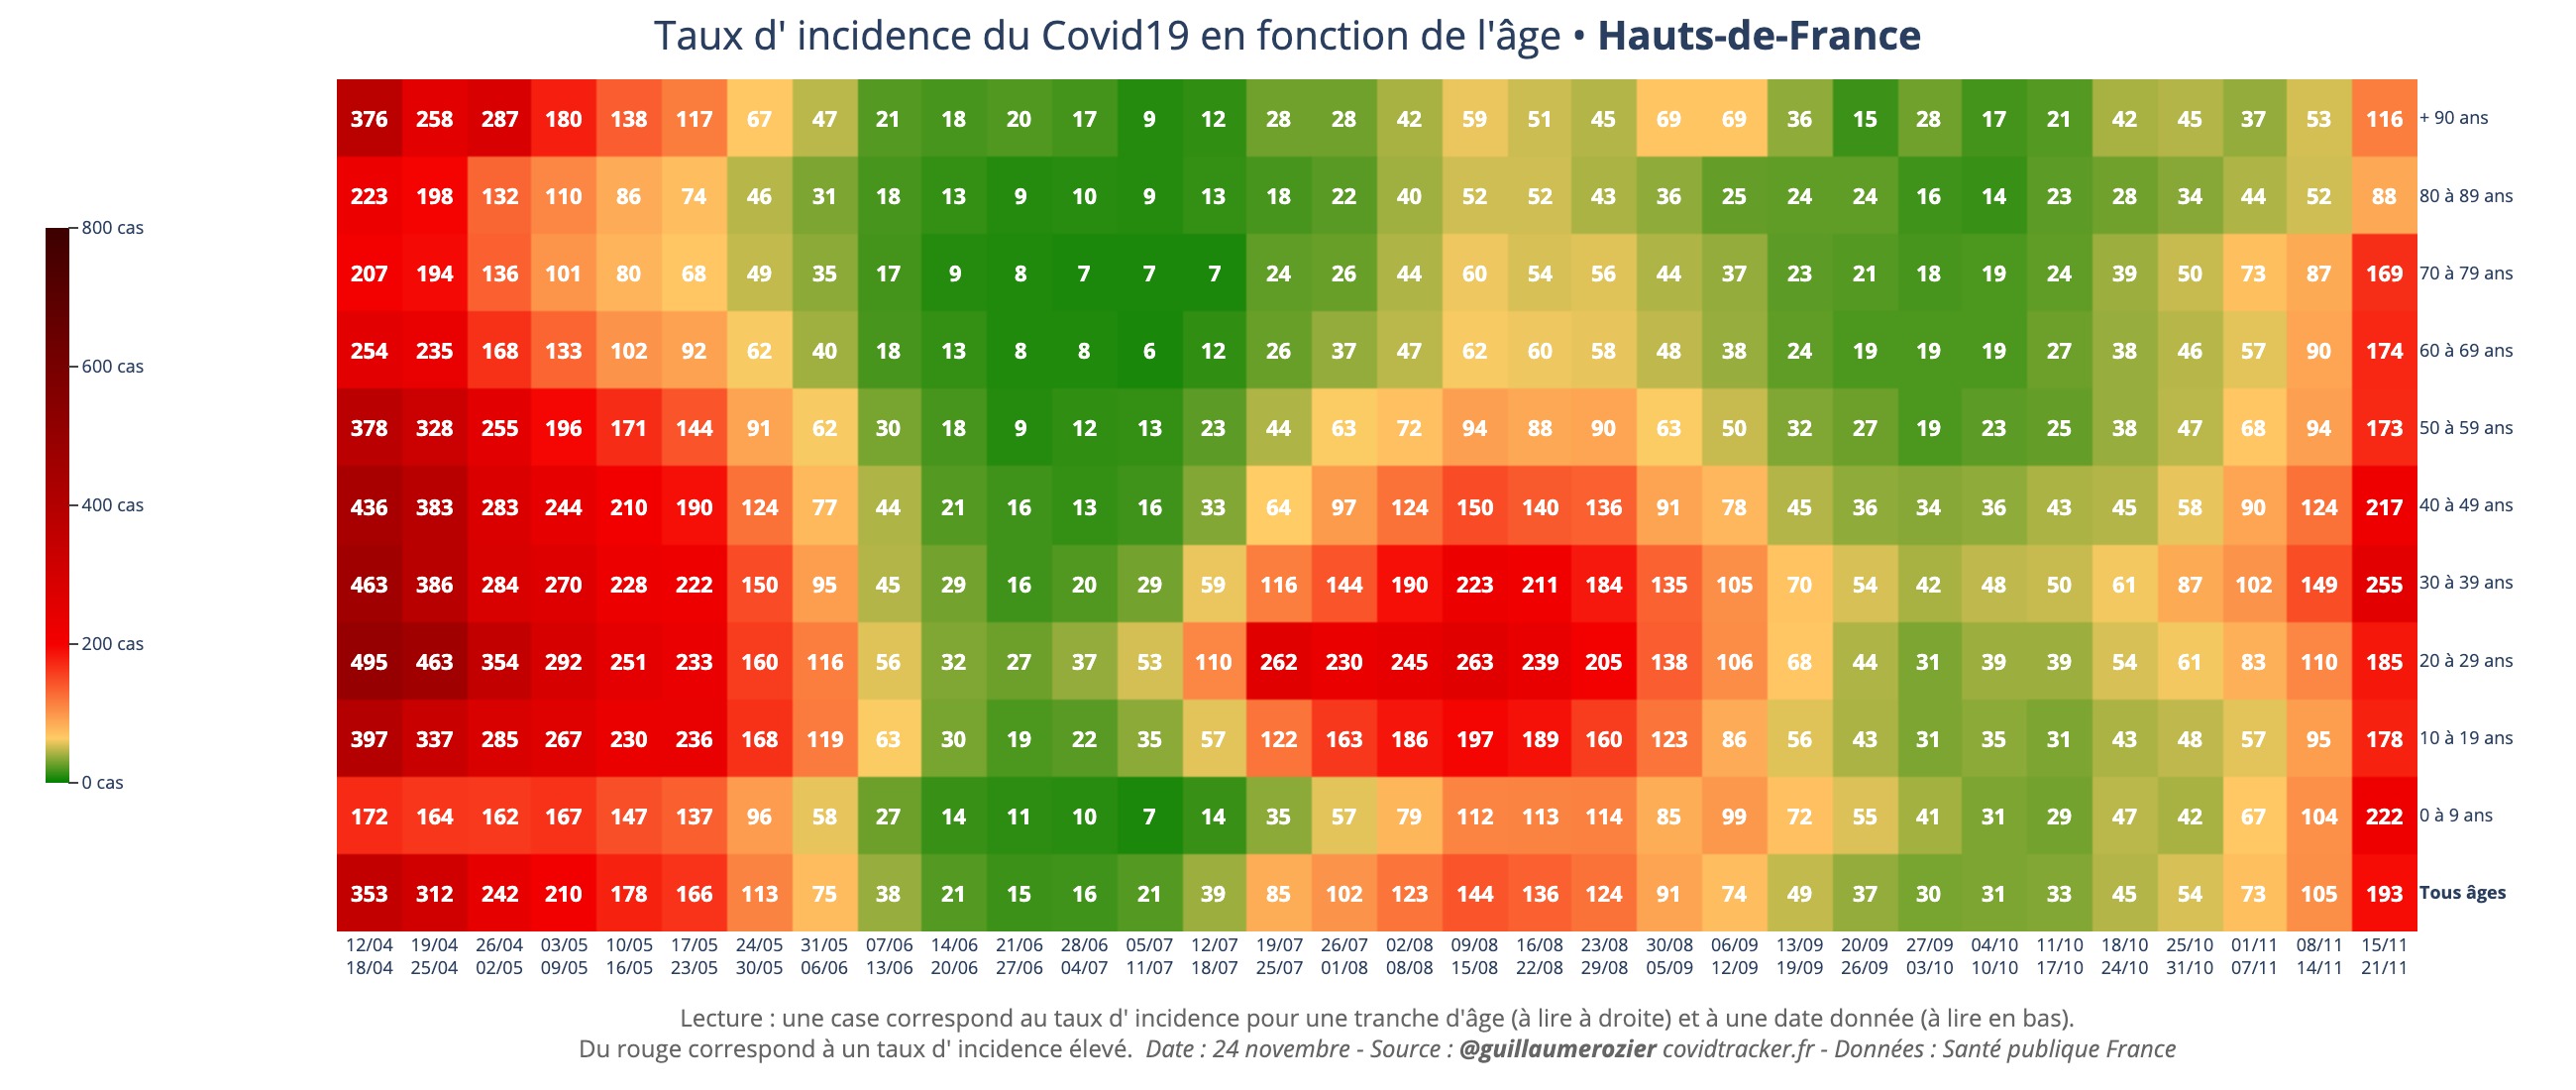 Taux d' incidence du Covid19 en fonction de l'âge • Hauts-de-France
800 cas
600 cas
400 cas
200 cas
0 cas
376 258 287 180 138 117 67 47 21 18 20 17 9 12 28 28 42 59 51 45 69 69 36 15 28 17 21 42 45 37 53 116 + 90 ans
223 198 132 110 86 74 46 31 18 13 9 10 9 13 18 22 40 52 52 43 36 25 24 24 16 14 23 28 34 44 52 88 80 à 89 ans
207 194 136 101 80 68 49 35 17 9 8 7 7 7 24 26 44 60 54 56 44 37 23 21 18 19 24 39 50 73 87 169 70 à 79 ans
254 235 168 133 102 92 62 40 18 13 8 8 6 12 26 37 47 62 60 58 48 38 24 19 19 19 27 38 46 57 90 174 60 à 69 ans
378 328 255 196 171 144 91 62 30 18 9 12 13 23 44 63 72 94 88 90 63 50 32 27 19 23 25 38 47 68 94 173 50 à 59 ans
436 383 283 244 210 190 124 77 44 21 16 13 16 33 64 97 124 150 140 136 91 78 45 36 34 36 43 45 58 90 124 217 40 à 49 ans
463 386 284 270 228 222 150 95 45 29 16 20 29 59 116 144 190 223 211 184 135 105 70 54 42 48 50 61 87 102 149 255 30 à 39 ans
495 463 354 292 251 233 160 116 56 32 27 37 53 110 262 230 245 263 239 205 138 106 68 44 31 39 39 54 61 83 110 185 20 à 29 ans
397 337 285 267 230 236 168 119 63 30 19 22 35 57 122 163 186 197 189 160 123 86 56 43 31 35 31 43 48 57 95 178 10 à 19 ans
172 164 162 167 147 137 96 58 27 14 11 10 7 14 35 57 79 112 113 114 85 99 72 55 41 31 29 47 42 67 104 222 0 à 9 ans
353 312 242 210 178 166 113 75 38 21 15 16 21 39 85 102 123 144 136 124 91 74 49 37 30 31 33 45 54 73 105 193 Tous âges
12/04 19/04 26/04 03/05 10/05 17/05 24/05 31/05 07/06 14/06 21/06 28/06 05/07 12/07 19/07 26/07 02/08 09/08 16/08 23/08 30/08 06/09 13/09 20/09 27/09 04/10 11/10 18/10 25/10 01/11 08/11 15/11
18/04 25/04 02/05 09/05 16/05 23/05 30/05 06/06 13/06 20/06 27/06 04/07 11/07 18/07 25/07 01/08 08/08 15/08 22/08 29/08 05/09 12/09 19/09 26/09 03/10 10/10 17/10 24/10 31/10 07/11 14/11 21/11
Lecture : une case correspond au taux d' incidence pour une tranche d'âge (à lire à droite) et à une date donnée (à lire en bas).
Du rouge correspond à un taux d' incidence élevé. Date : 24 novembre - Source : @guillaumerozier covidtracker.fr - Données : Santé publique France